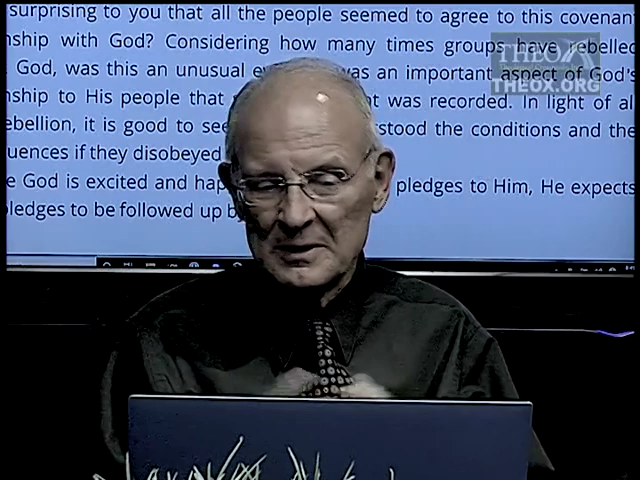 surprising to you that all the people seemed to agree to this covenant
nship with God? Considering how many times groups have rebelled
God, was this an unusual was an important aspect of God's
nship to His people that was recorded. In light of al
ebellion, it is good to see stood the conditions and the
uences if they disobeyed
e God is excited and hap pledges to Him, He expects
pledges to be followed up b
THEOX
THEOX.ORG